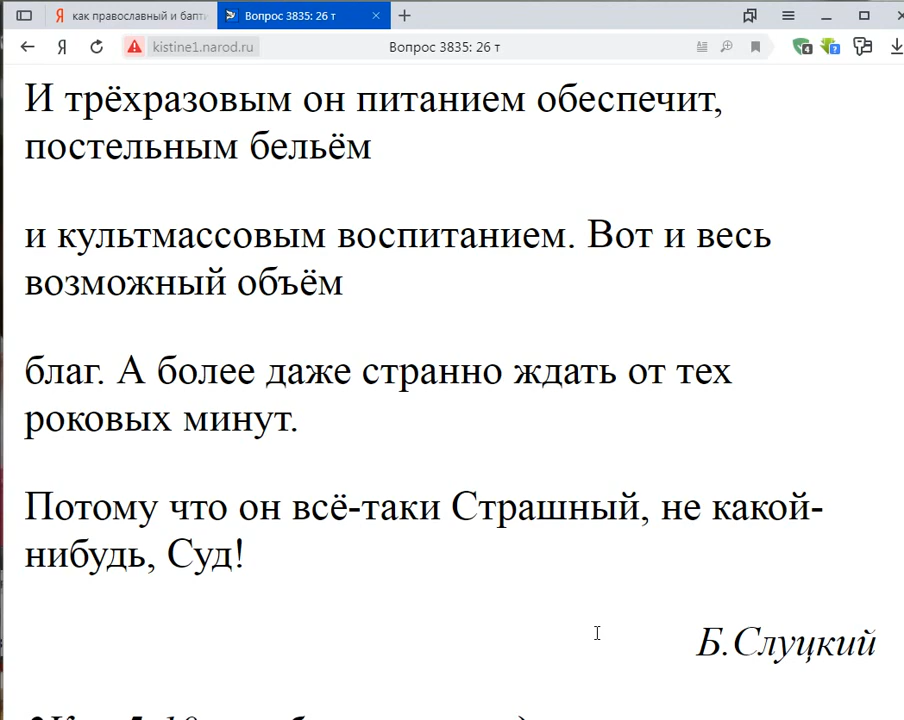 как православный и бапти
Вопрос 3835: 26 т
kistine1.narod.ru
Вопрос 3835: 26 т
И трёхразовым он питанием обеспечит,
постельным бельём
и культмассовым воспитанием. Вот и весь
возможный объём
благ. А более даже странно ждать от тех
роковых минут.
Потому что он всё-таки Страшный, не какой-
нибудь, Суд!
Б.Слуцкий